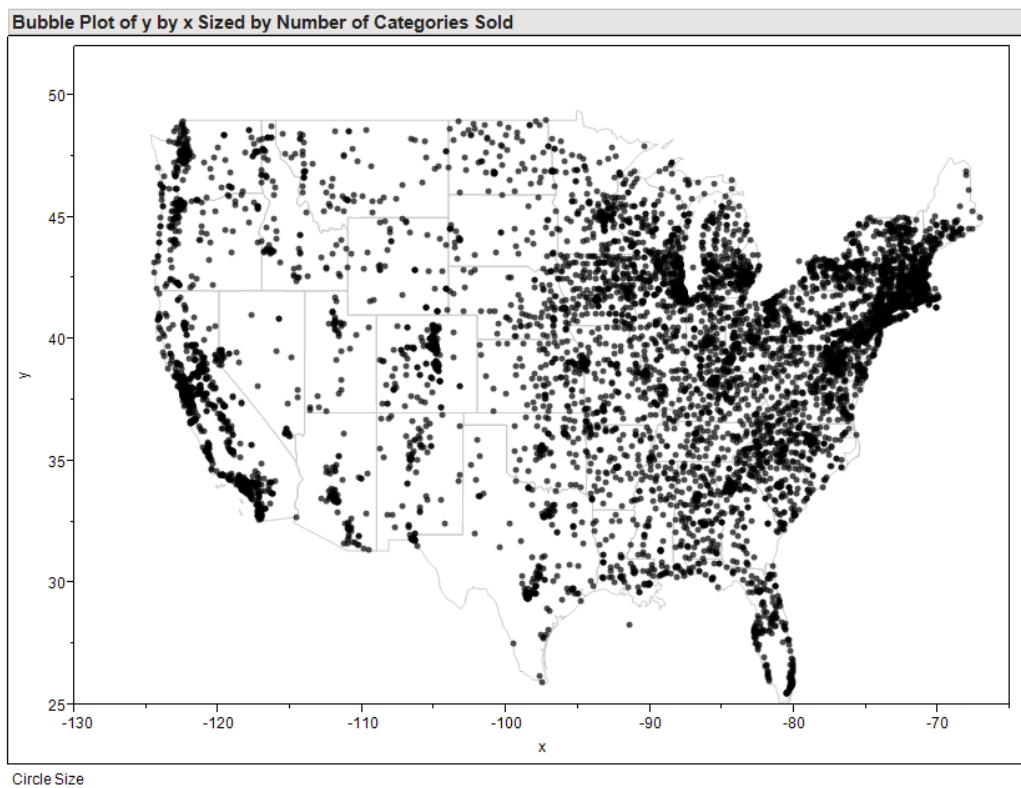 Bubble Plot of y by x Sized by Number of Categories Sold
50
45
40
y
35
30
25
-130 -120 -110 -100 -90 -80 -70
x
Circle Size